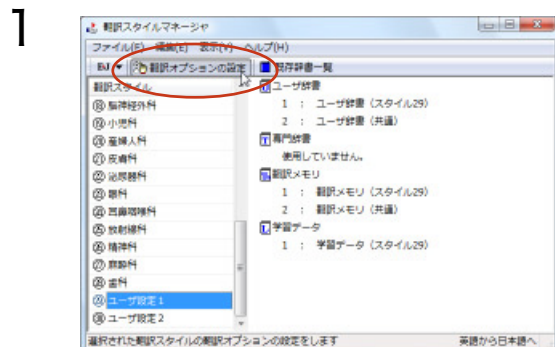 1
翻訳スタイルマネージャ
ファイル(F) 編集(E) 表示(V) ヘルプ(H)
EJ 翻訳オプションの設定 既存辞書一覧
翻訳スタイル
⑱ 脳神経外科
⑲ 小児科
⑳ 産婦人科
㉑ 皮膚科
㉒ 泌尿器科
㉓ 眼科
㉔ 耳鼻咽喉科
㉕ 放射線科
㉖ 精神科
㉗ 麻酔科
㉘ 歯科
㉙ ユーザ設定1
㉚ ユーザ設定2
ユーザ辞書
1 : ユーザ辞書(スタイル29)
2 : ユーザ辞書(共通)
専門辞書
使用していません。
翻訳メモリ
1 : 翻訳メモリ(スタイル29)
2 : 翻訳メモリ(共通)
学習データ
1 : 学習データ(スタイル29)
選択された翻訳スタイルの翻訳オプションの設定をします 英語から日本語へ